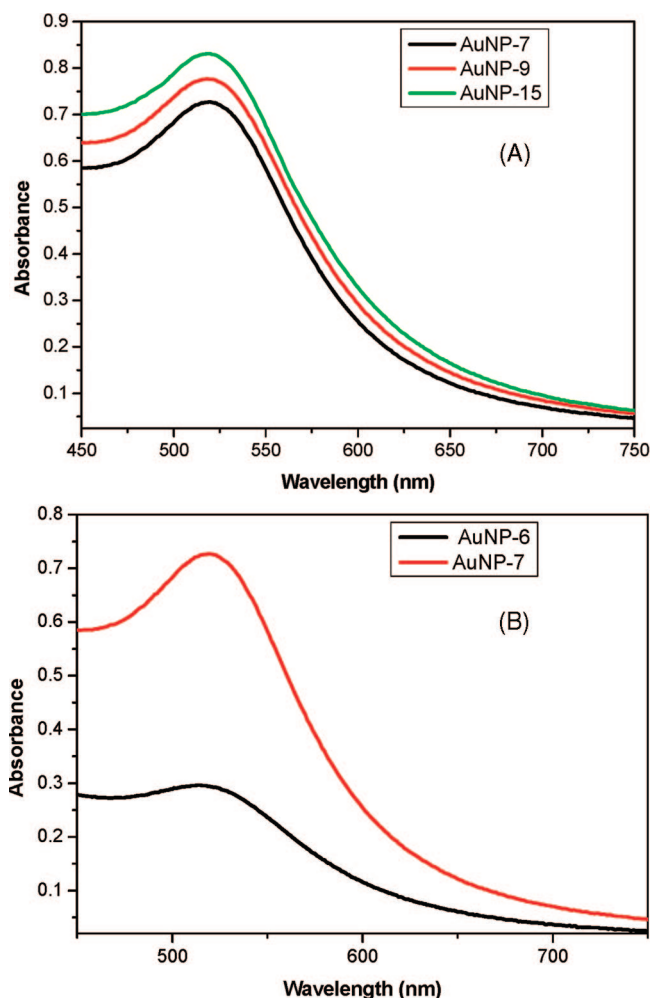 0.9
0.8
0.7
0.6
0.5
0.4
0.3
0.2
0.1
Absorbance
AuNP-7
AuNP-9
AuNP-15
(A)
450 500 550 600 650 700 750
Wavelength (nm)
0.8
0.7
0.6
0.5
0.4
0.3
0.2
0.1
Absorbance
AuNP-6
AuNP-7
(B)
500 600 700
Wavelength (nm)